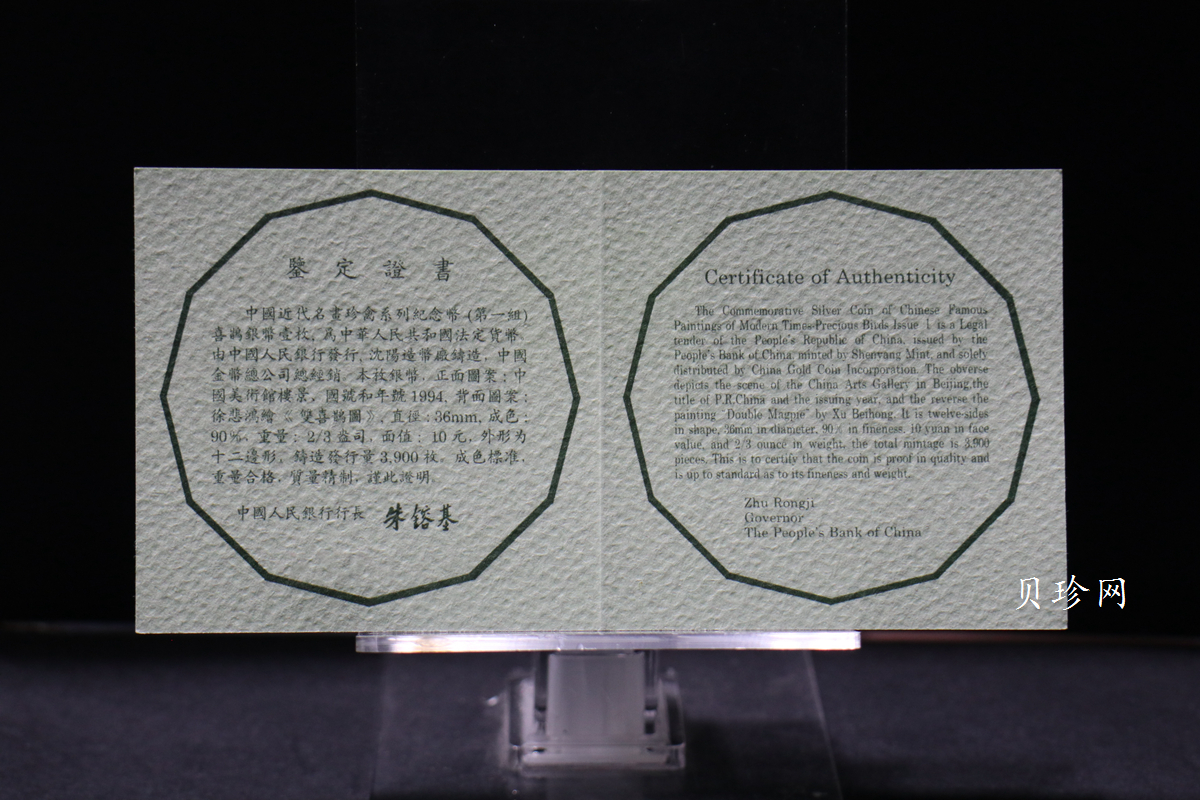 鑒定證書
中國近代名畫珍禽系列紀念幣(第一組)
喜鵲銀幣壹枚，爲中華人民共和國法定貨幣，
由中國人民銀行發行，沈陽造幣廠鑄造，中國
金幣總公司總經銷。本枚銀幣，正面圖案：中
國美術館樓景，國號和年號1994，背面圖案：
徐悲鴻繪《雙喜鵲圖》，直徑：36mm，成色：
90%，重量：2/3盎司，面值：10元，外形为
十二邊形，鑄造發行量3,900枚，成色標準，
重量合格，質量精制，謹此證明。
中國人民銀行行長 朱镕基
Certificate of Authenticity
The Commemorative Silver Coin of Chinese Famous
Paintings of Modern Times-Precious Birds Issue 1 is a Legal
tender of the People's Republic of China, issued by the
People's Bank of China, minted by Shenyang Mint, and solely
distributed by China Gold Coin Incorporation. The obverse
depicts the scene of the China Arts Gallery in Beijing,the
title of P.R.China and the issuing year, and the reverse the
painting "Double Magpie" by Xu Beihong. It is twelve-sides
in shape, 36mm in diameter, 90% in fineness, 10 yuan in face
value, and 2/3 ounce in weight, the total mintage is 3,900
pieces. This is to certify that the coin is proof in quality and
is up to standard as to its fineness and weight.
Zhu Rongji
Governor
The People's Bank of China
贝珍网